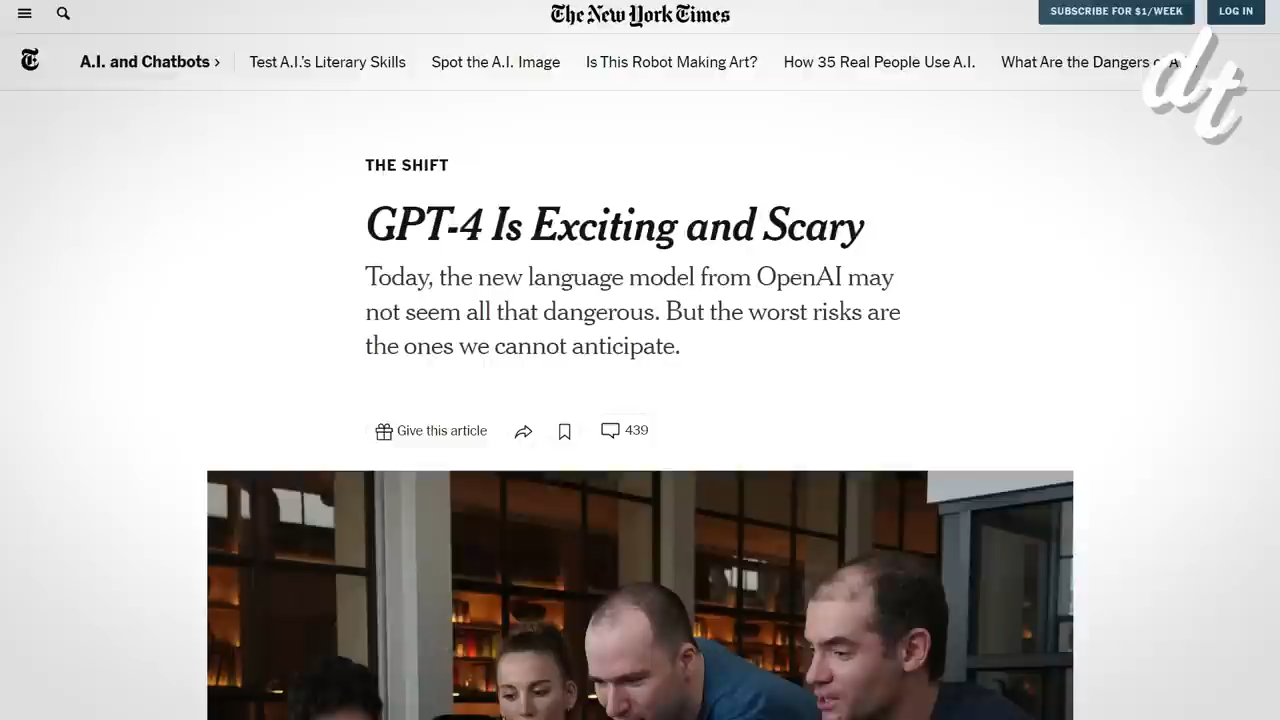 The New York Times
SUBSCRIBE FOR $1/WEEK
LOG IN
T
A.I. and Chatbots ›
Test A.I.'s Literary Skills
Spot the A.I. Image
Is This Robot Making Art?
How 35 Real People Use A.I.
What Are the Dangers
dt
THE SHIFT
GPT-4 Is Exciting and Scary
Today, the new language model from OpenAI may
not seem all that dangerous. But the worst risks are
the ones we cannot anticipate.
Give this article
439